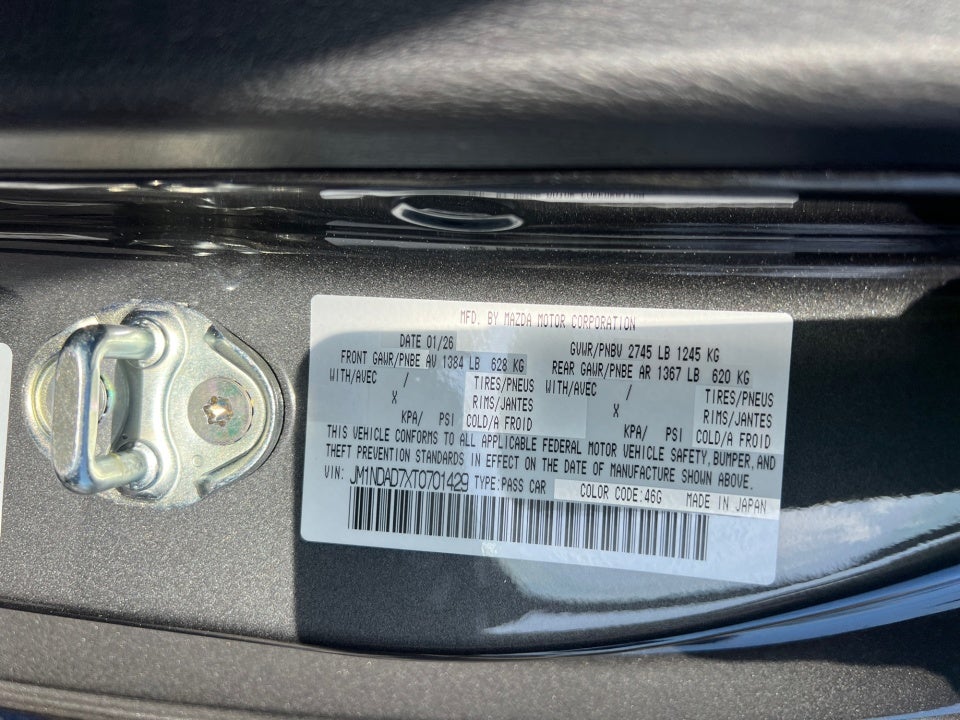 MFD. BY MAZDA MOTOR CORPORATION
DATE 01/26 GVWR/PNBV 2745 LB 1245 KG
FRONT GAWR/PNBE AV 1384 LB 628 KG REAR GAWR/PNBE AR 1367 LB 620 KG
WITH/AVEC / TIRES/PNEUS WITH/AVEC / TIRES/PNEUS
X RIMS/JANTES X RIMS/JANTES
KPA/ PSI COLD/A FROID KPA/ PSI COLD/A FROID
THIS VEHICLE CONFORMS TO ALL APPLICABLE FEDERAL MOTOR VEHICLE SAFETY, BUMPER, AND
THEFT PREVENTION STANDARDS IN EFFECT ON THE DATE OF MANUFACTURE SHOWN ABOVE.
VIN: JM1NDAD7XT0701429 TYPE:PASS CAR COLOR CODE:46G MADE IN JAPAN